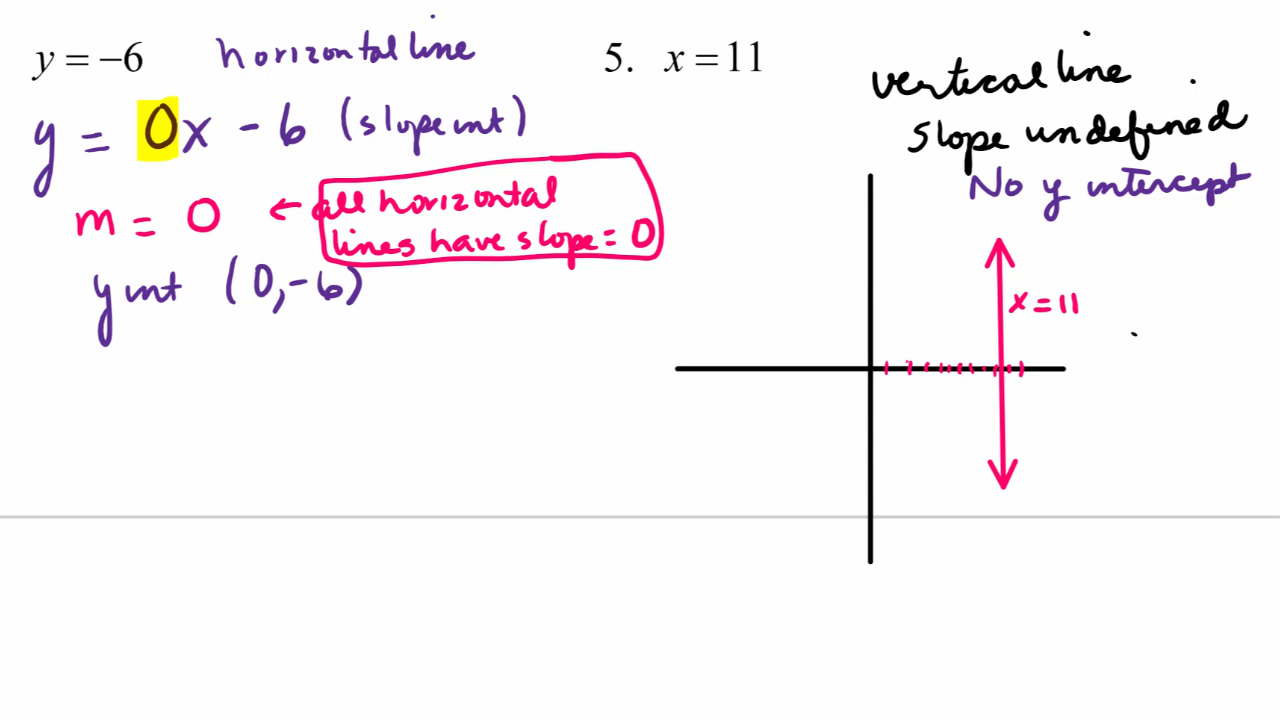 y = −6 horizontal line
y = 0x - 6 (slope int)
m = 0 ← all horizontal
lines have slope = 0
y int (0, -6)
5. x = 11
vertical line
slope undefined
No y intercept
x = 11